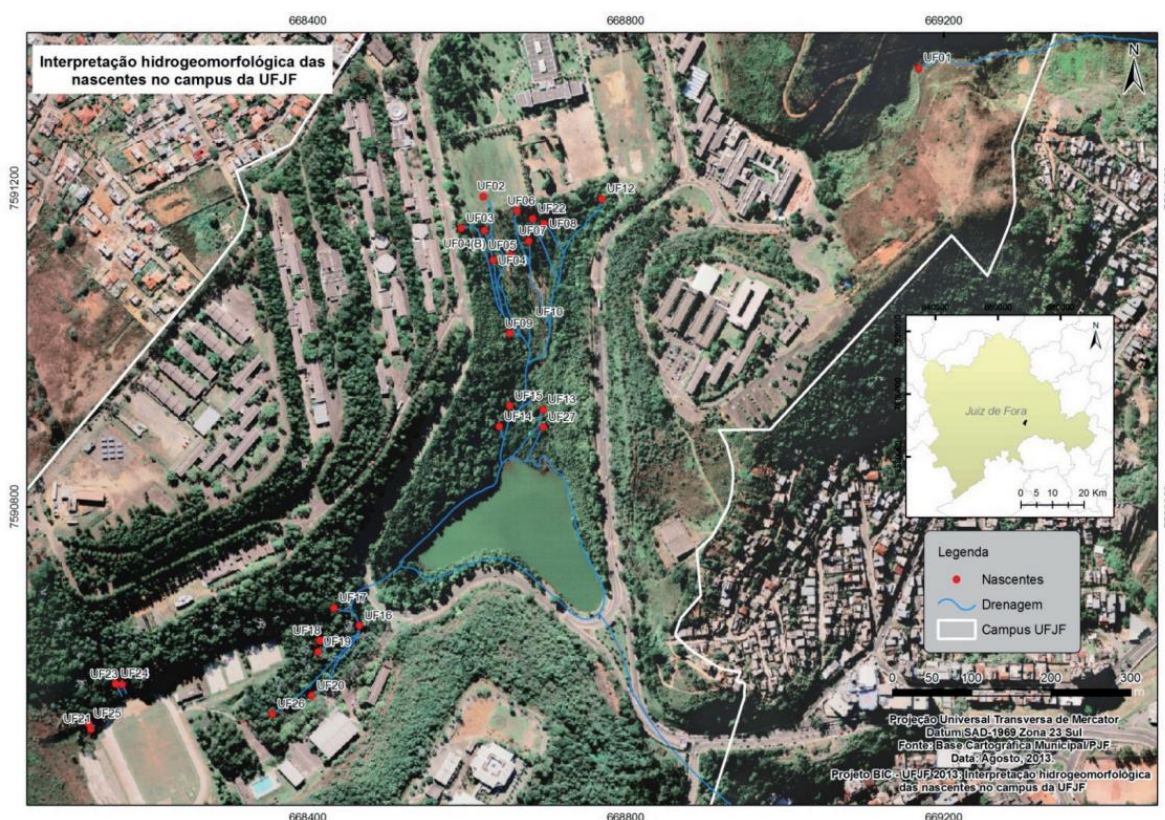 668400
668800
669200
Interpretação hidrogeomorfológica das
nascentes no campus da UFJF
N
UF01
7591200
UF02
UF12
UF06
UF22
UF03
UF08
UF07
UF04(B)
UF05
UF04
UF10
UF09
N
Juiz de Fora
UF15
UF13
UF14
UF27
0 5 10 20 Km
7590800
Legenda
Nascentes
Drenagem
Campus UFJF
UF17
UF16
UF18
UF19
UF23
UF24
UF20
UF26
UF21
UF25
0 50 100 200 300
m
Projeção Universal Transversa de Mercator
Datum SAD-1969 Zona 23 Sul
Fonte: Base Cartográfica Municipal/PJF
Data: Agosto, 2013.
Projeto BIC - UFJF 2013: Interpretação hidrogeomorfológica
das nascentes no campus da UFJF
668400
668800
669200